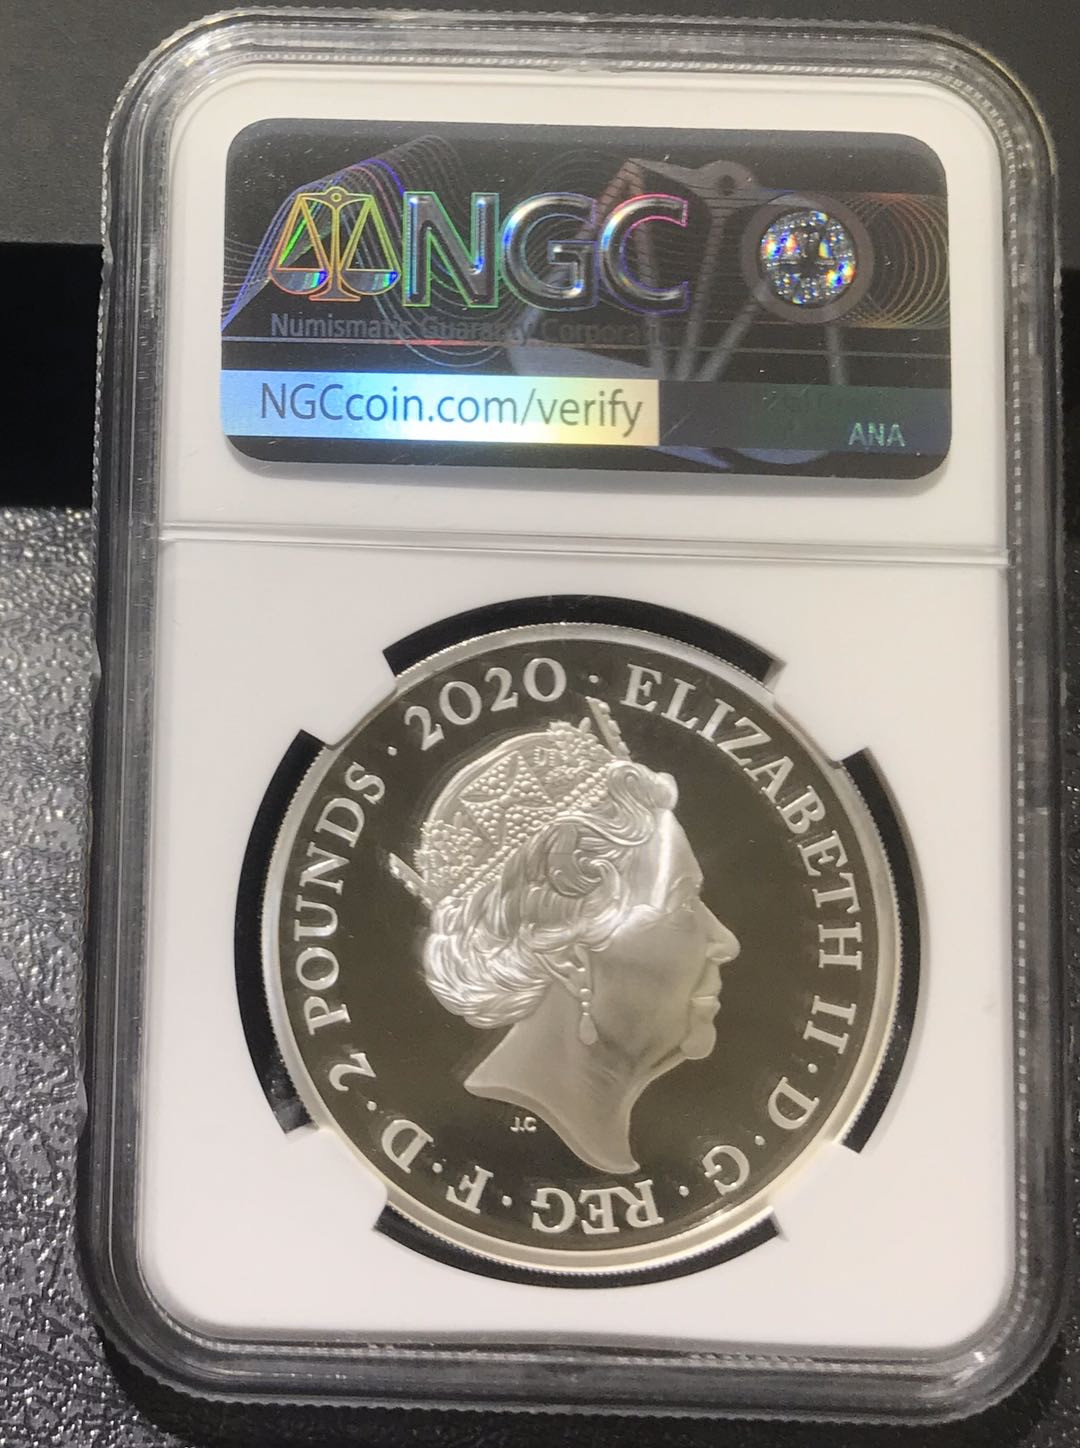 NGC
Numismatic Guaranty Corporation
NGCcoin.com/verify
ANA
ELIZABETH II · D · G · REG · F · D · 2 POUNDS · 2020 ·
J.C